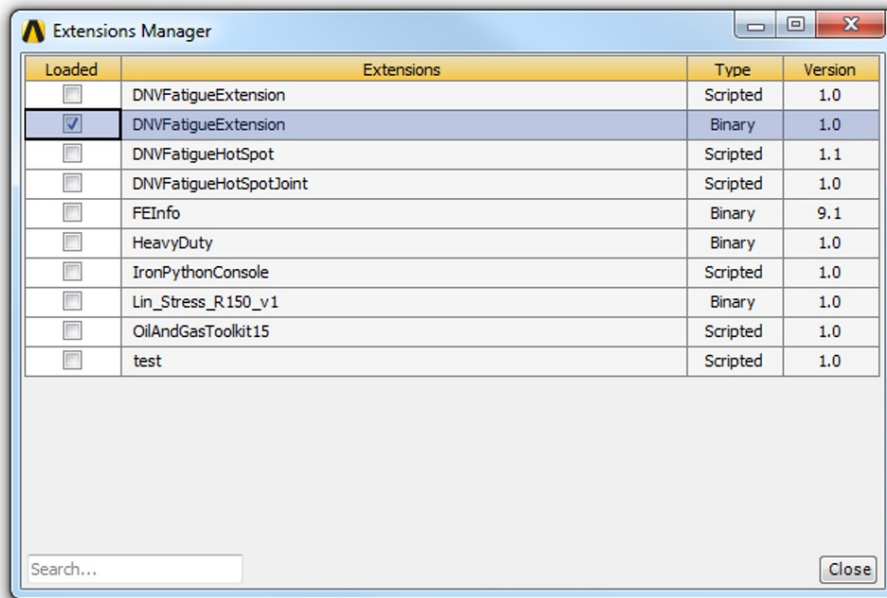 Extensions Manager
Loaded Extensions Type Version
DNVFatigueExtension Scripted 1.0
DNVFatigueExtension Binary 1.0
DNVFatigueHotSpot Scripted 1.1
DNVFatigueHotSpotJoint Scripted 1.0
FEInfo Binary 9.1
HeavyDuty Binary 1.0
IronPythonConsole Scripted 1.0
Lin_Stress_R150_v1 Binary 1.0
OilAndGasToolkit15 Scripted 1.0
test Scripted 1.0
Search... Close